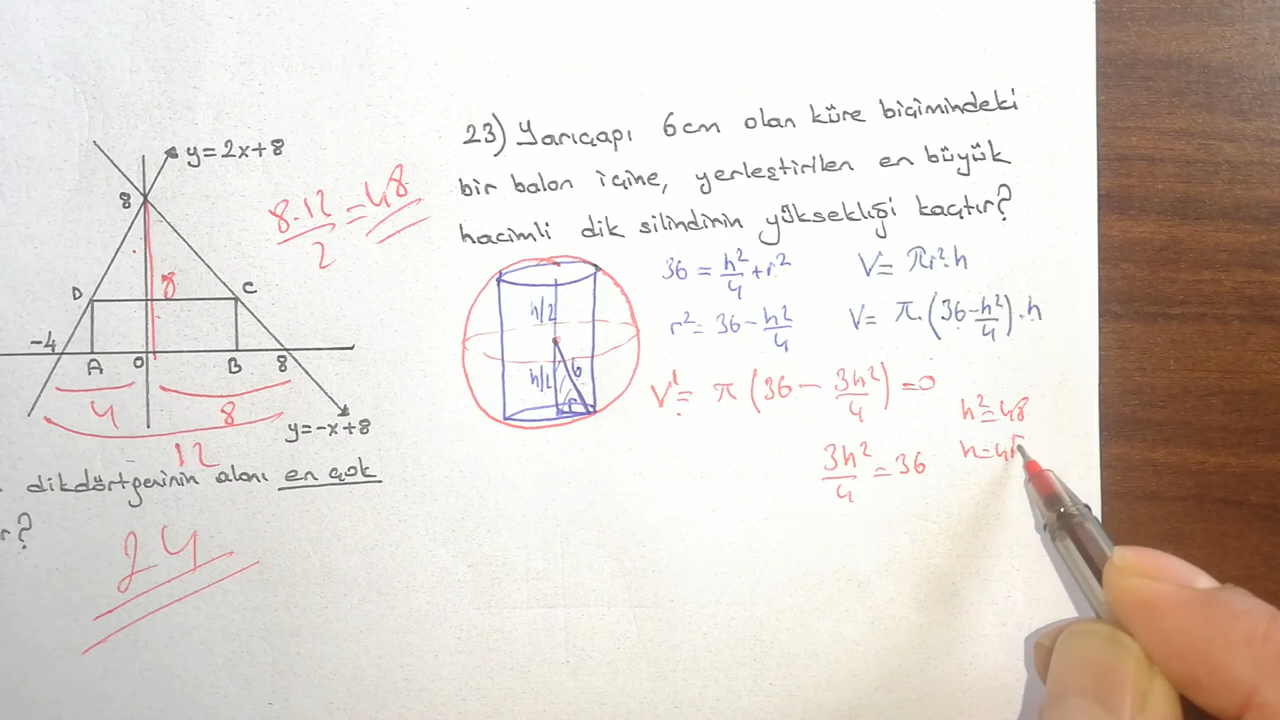 y=2x+8
8
8·12/2=48
8
D
C
-4
A
0
B
8
4
8
y=-x+8
12
dikdörtgenin alanı en çok
r?
24
23) Yarıçapı 6cm olan küre biçimindeki
bir balon içine, yerleştirilen en büyük
hacimli dik silindirin yüksekliği kaçtır?
h/2
h/2
6
r
36 = h²/4 + r²
r² = 36 - h²/4
V = πr²·h
V = π·(36-h²/4)·h
V' = π(36 - 3h²/4) = 0
3h²/4 = 36
h²=48
h=4√